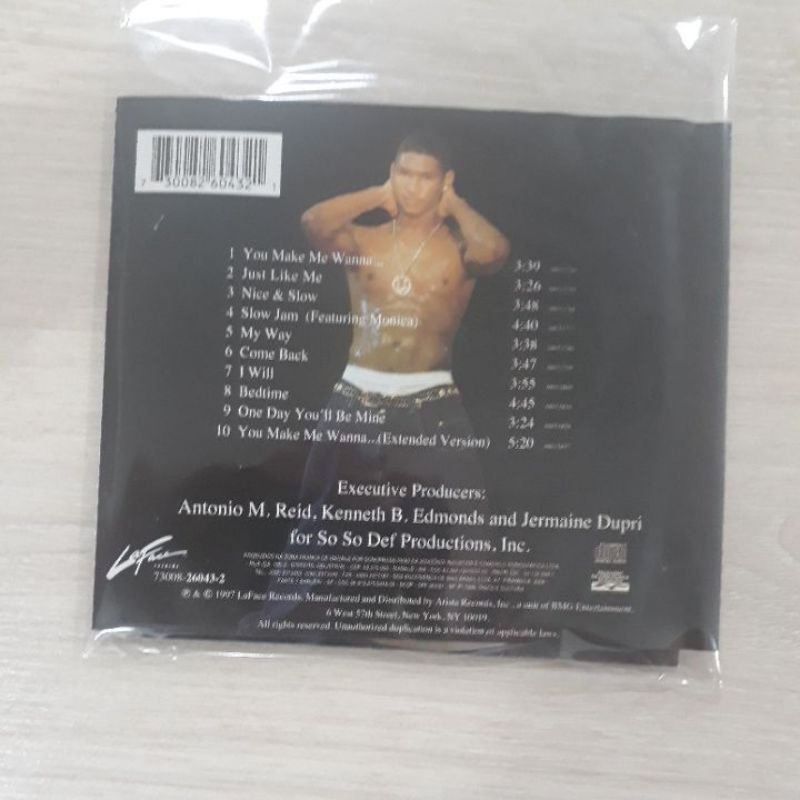 7 30082 60432 1
1 You Make Me Wanna... 3:39
2 Just Like Me 3:26
3 Nice & Slow 3:48
4 Slow Jam (Featuring Monica) 4:40
5 My Way 3:38
6 Come Back 3:47
7 I Will 3:55
8 Bedtime 4:45
9 One Day You'll Be Mine 3:24
10 You Make Me Wanna...(Extended Version) 5:20
Executive Producers:
Antonio M. Reid, Kenneth B. Edmonds and Jermaine Dupri
for So So Def Productions, Inc.
LaFace
RECORDS
73008-26043-2
℗ & © 1997 LaFace Records. Manufactured and Distributed by Arista Records, Inc., a unit of BMG Entertainment.
6 West 57th Street, New York, NY 10019.
All rights reserved. Unauthorized duplication is a violation of applicable laws.